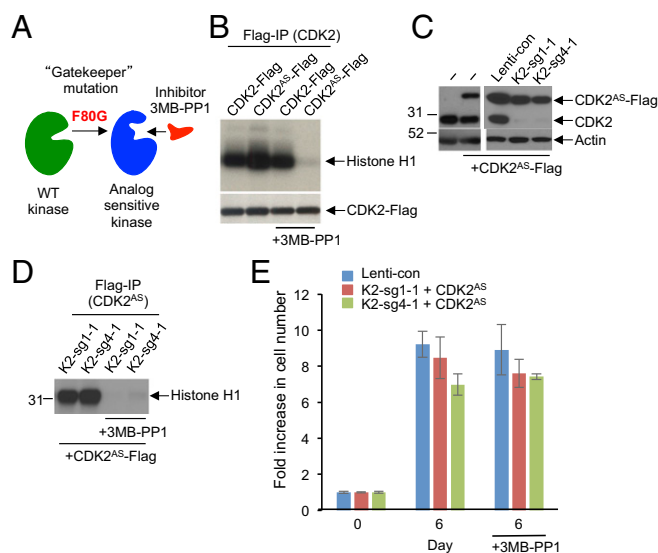 A
"Gatekeeper"
mutation
F80G
Inhibitor
3MB-PP1
WT
kinase
Analog
sensitive
kinase
B
Flag-IP (CDK2)
CDK2-Flag
CDK2AS-Flag
CDK2-Flag
CDK2AS-Flag
Histone H1
CDK2-Flag
+3MB-PP1
C
–
–
Lenti-con
K2-sg1-1
K2-sg4-1
CDK2AS-Flag
31
CDK2
52
Actin
+CDK2AS-Flag
D
Flag-IP
(CDK2AS)
K2-sg1-1
K2-sg4-1
K2-sg1-1
K2-sg4-1
31
Histone H1
+3MB-PP1
+CDK2AS-Flag
E
Lenti-con
K2-sg1-1 + CDK2AS
K2-sg4-1 + CDK2AS
Fold increase in cell number
12
10
8
6
4
2
0
0
6
6
Day
+3MB-PP1